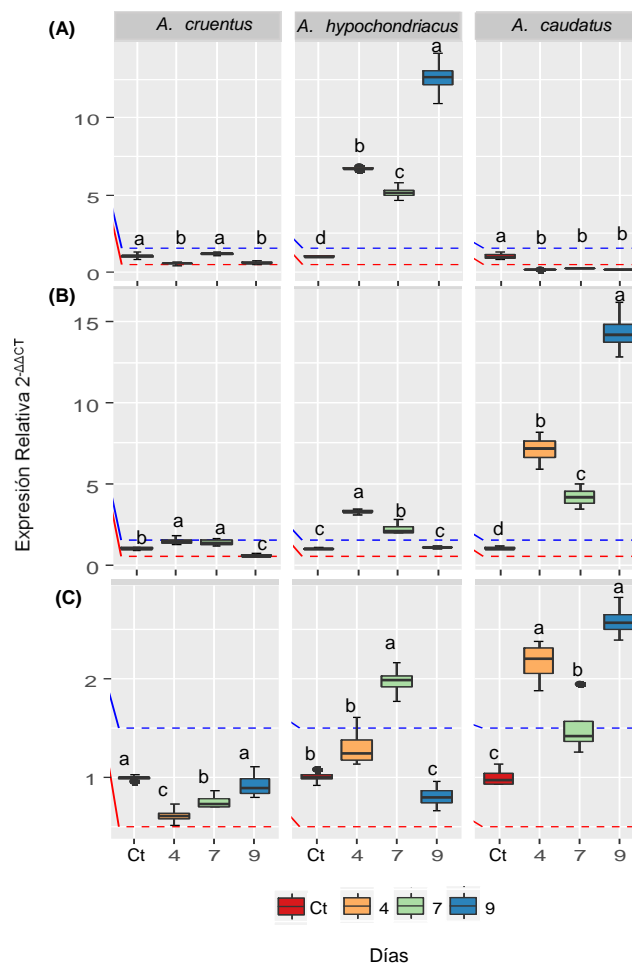 (A)
A. cruentus
A. hypochondriacus
A. caudatus
10
5
0
a
b
a
b
d
b
c
a
a
b
b
b
(B)
15
10
5
0
b
a
a
c
c
a
b
c
d
b
c
a
(C)
2
1
a
c
b
a
b
b
a
c
c
a
b
a
Ct 4 7 9
Ct 4 7 9
Ct 4 7 9
Expresión Relativa 2-ΔΔCT
Ct 4 7 9
Días